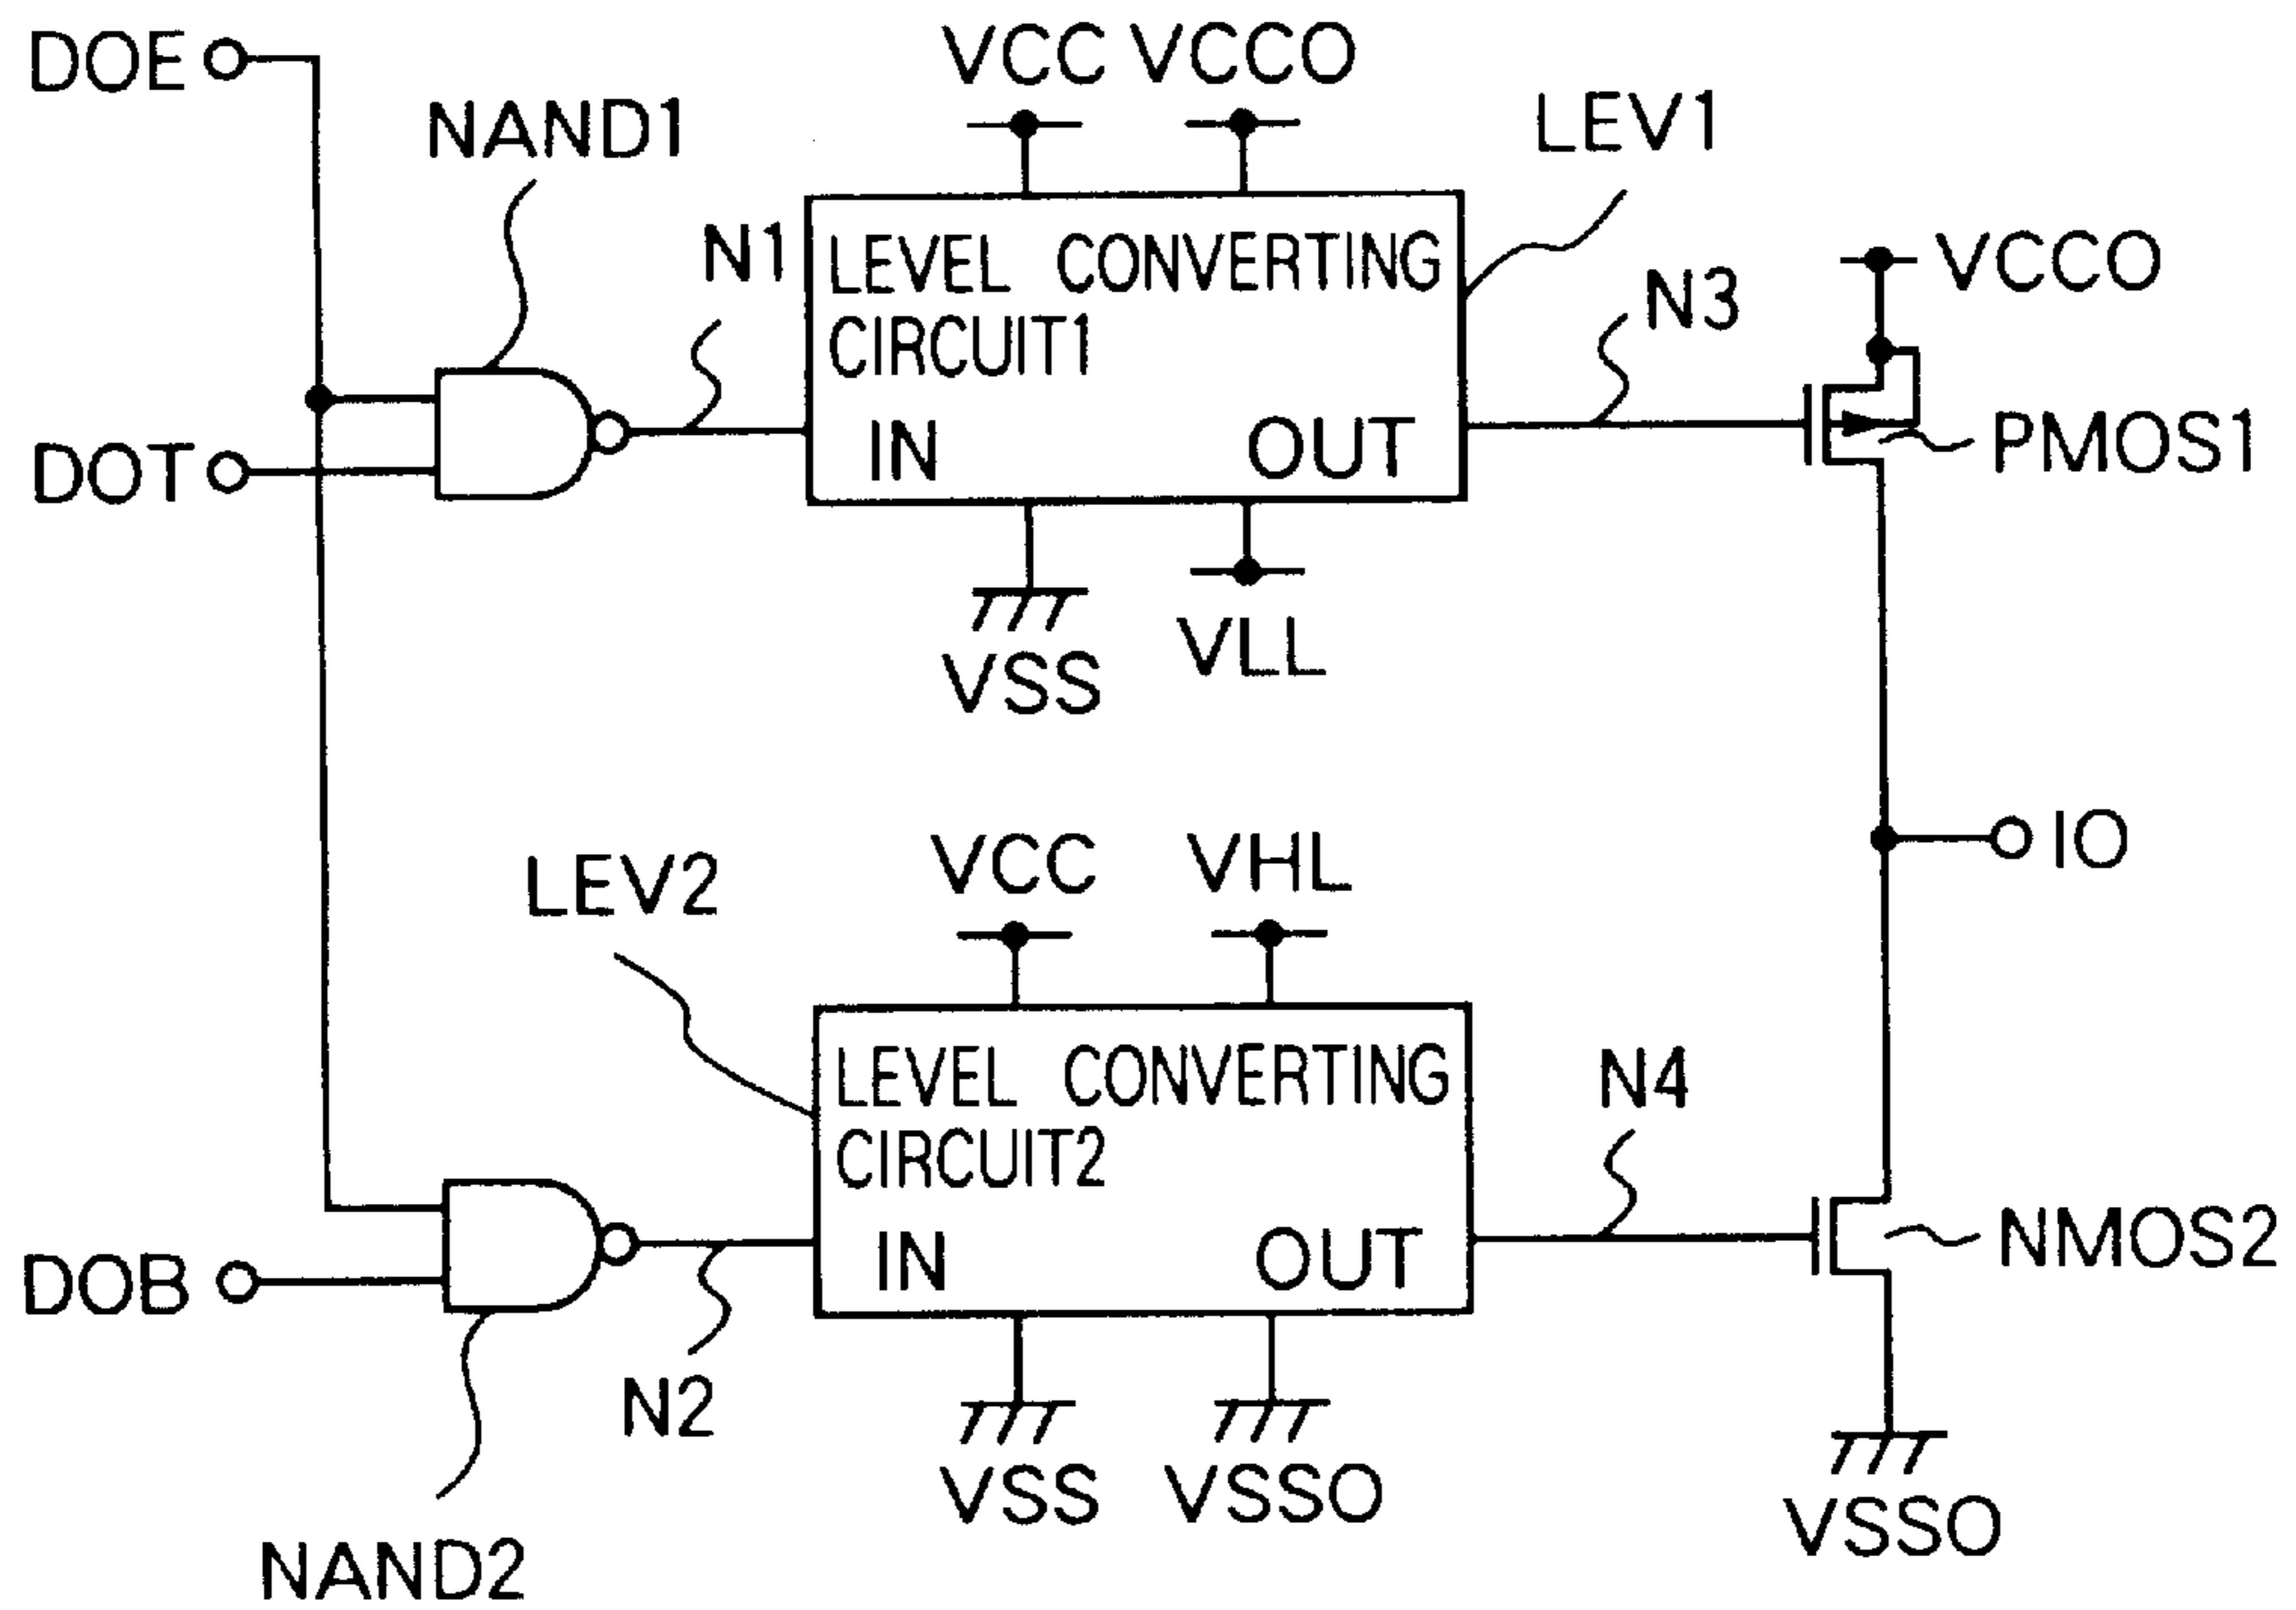 DOE
NAND1
VCC
VCCO
LEV1
N1
LEVEL CONVERTING
CIRCUIT1
N3
VCCO
DOT
IN
OUT
PMOS1
VSS
VLL
IO
LEV2
VCC
VHL
LEVEL CONVERTING
CIRCUIT2
N4
DOB
IN
OUT
NMOS2
N2
VSS
VSSO
VSSO
NAND2